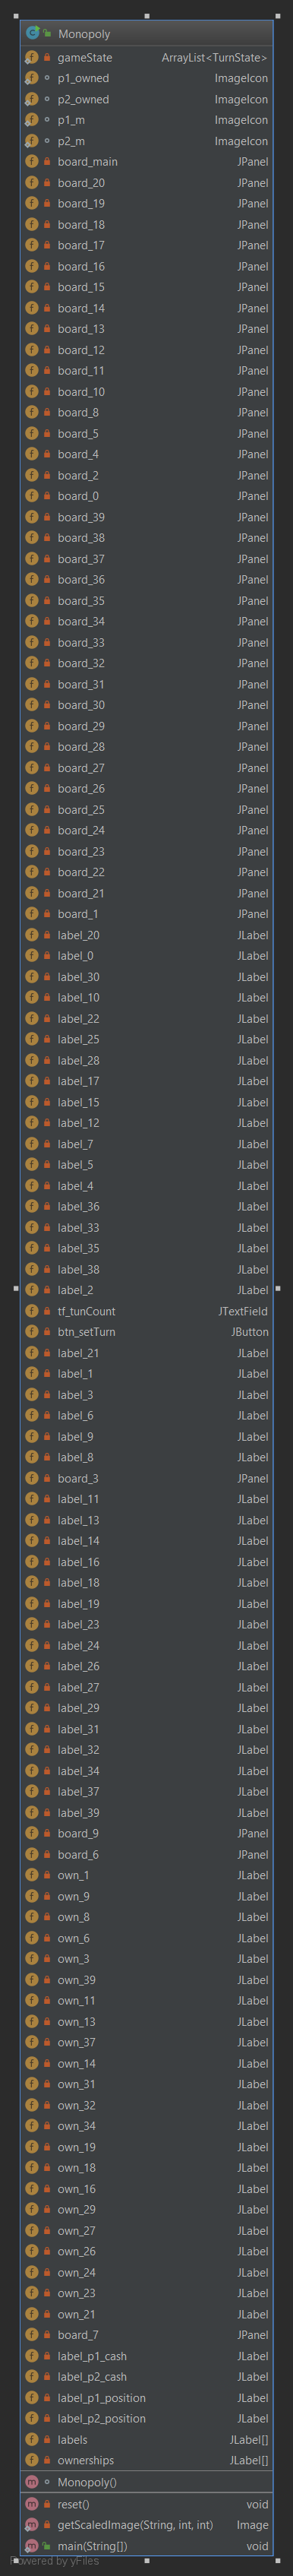 Monopoly
gameState ArrayList<TurnState>
p1_owned ImageIcon
p2_owned ImageIcon
p1_m ImageIcon
p2_m ImageIcon
board_main JPanel
board_20 JPanel
board_19 JPanel
board_18 JPanel
board_17 JPanel
board_16 JPanel
board_15 JPanel
board_14 JPanel
board_13 JPanel
board_12 JPanel
board_11 JPanel
board_10 JPanel
board_8 JPanel
board_5 JPanel
board_4 JPanel
board_2 JPanel
board_0 JPanel
board_39 JPanel
board_38 JPanel
board_37 JPanel
board_36 JPanel
board_35 JPanel
board_34 JPanel
board_33 JPanel
board_32 JPanel
board_31 JPanel
board_30 JPanel
board_29 JPanel
board_28 JPanel
board_27 JPanel
board_26 JPanel
board_25 JPanel
board_24 JPanel
board_23 JPanel
board_22 JPanel
board_21 JPanel
board_1 JPanel
label_20 JLabel
label_0 JLabel
label_30 JLabel
label_10 JLabel
label_22 JLabel
label_25 JLabel
label_28 JLabel
label_17 JLabel
label_15 JLabel
label_12 JLabel
label_7 JLabel
label_5 JLabel
label_4 JLabel
label_36 JLabel
label_33 JLabel
label_35 JLabel
label_38 JLabel
label_2 JLabel
tf_tunCount JTextField
btn_setTurn JButton
label_21 JLabel
label_1 JLabel
label_3 JLabel
label_6 JLabel
label_9 JLabel
label_8 JLabel
board_3 JPanel
label_11 JLabel
label_13 JLabel
label_14 JLabel
label_16 JLabel
label_18 JLabel
label_19 JLabel
label_23 JLabel
label_24 JLabel
label_26 JLabel
label_27 JLabel
label_29 JLabel
label_31 JLabel
label_32 JLabel
label_34 JLabel
label_37 JLabel
label_39 JLabel
board_9 JPanel
board_6 JPanel
own_1 JLabel
own_9 JLabel
own_8 JLabel
own_6 JLabel
own_3 JLabel
own_39 JLabel
own_11 JLabel
own_13 JLabel
own_37 JLabel
own_14 JLabel
own_31 JLabel
own_32 JLabel
own_34 JLabel
own_19 JLabel
own_18 JLabel
own_16 JLabel
own_29 JLabel
own_27 JLabel
own_26 JLabel
own_24 JLabel
own_23 JLabel
own_21 JLabel
board_7 JPanel
label_p1_cash JLabel
label_p2_cash JLabel
label_p1_position JLabel
label_p2_position JLabel
labels JLabel[]
ownerships JLabel[]
Monopoly()
reset() void
getScaledImage(String, int, int) Image
main(String[]) void
Powered by yFiles